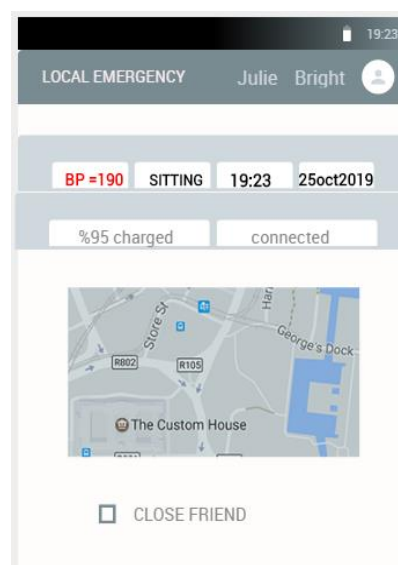 19:23
LOCAL EMERGENCY Julie Bright
BP =190 SITTING 19:23 25oct2019
%95 charged connected
Store St
Har
George's Dock
R802
R105
The Custom House
CLOSE FRIEND